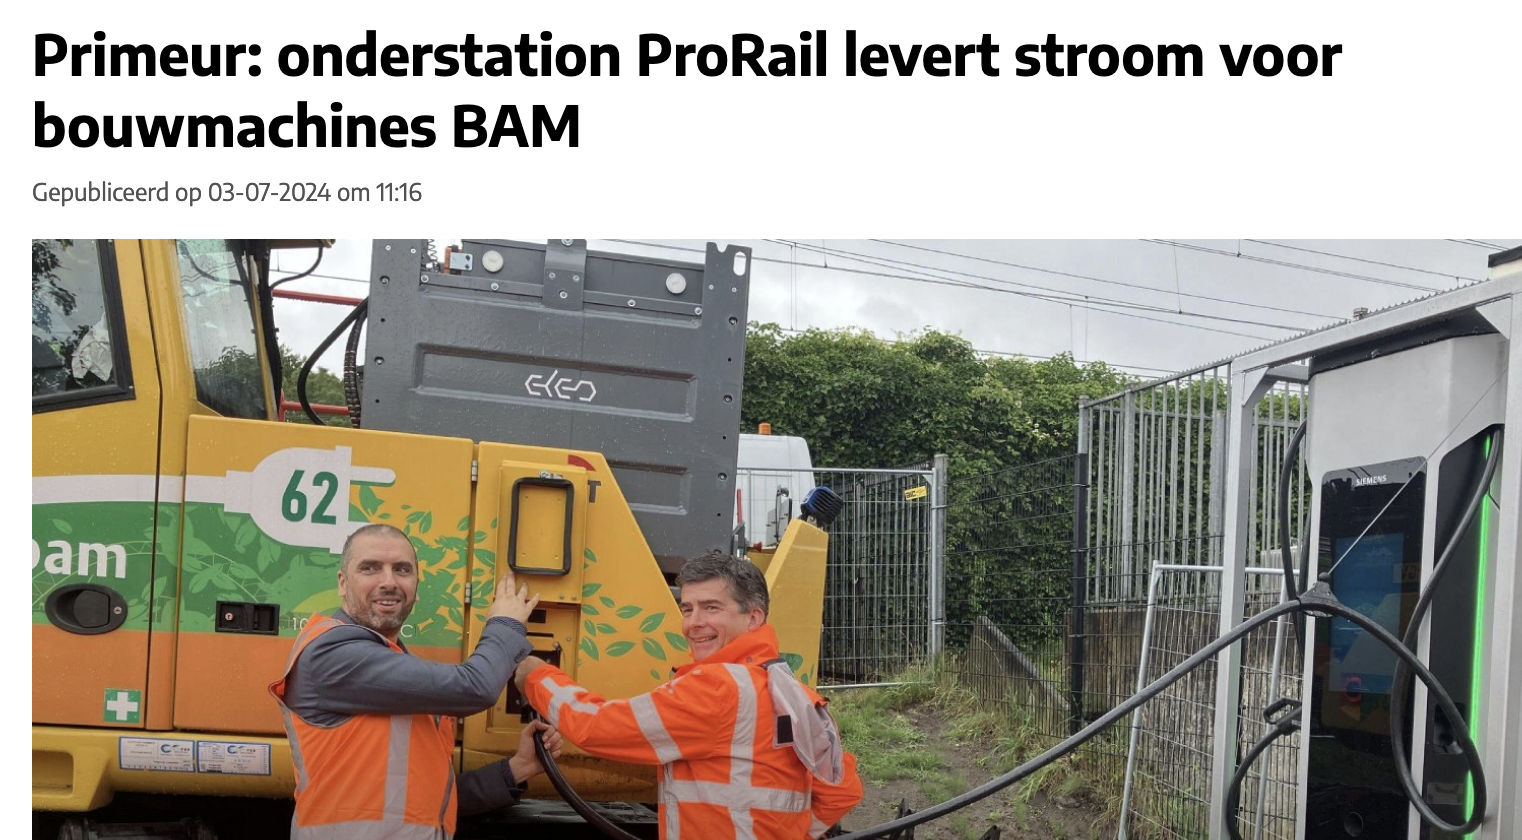 Primeur: onderstation ProRail levert stroom voor
bouwmachines BAM
Gepubliceerd op 03-07-2024 om 11:16
eleo
62
bam
SIEMENS